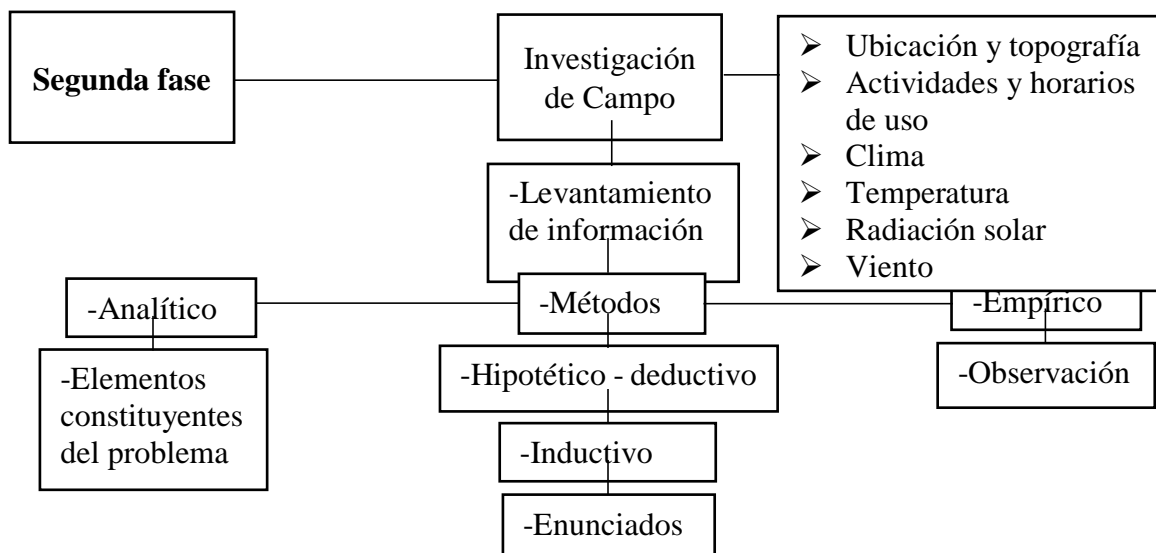 Segunda fase
Investigación
de Campo
➢ Ubicación y topografía
➢ Actividades y horarios
de uso
➢ Clima
➢ Temperatura
➢ Radiación solar
➢ Viento
-Levantamiento
de información
-Analítico
-Métodos
-Empírico
-Elementos
constituyentes
del problema
-Hipotético - deductivo
-Observación
-Inductivo
-Enunciados